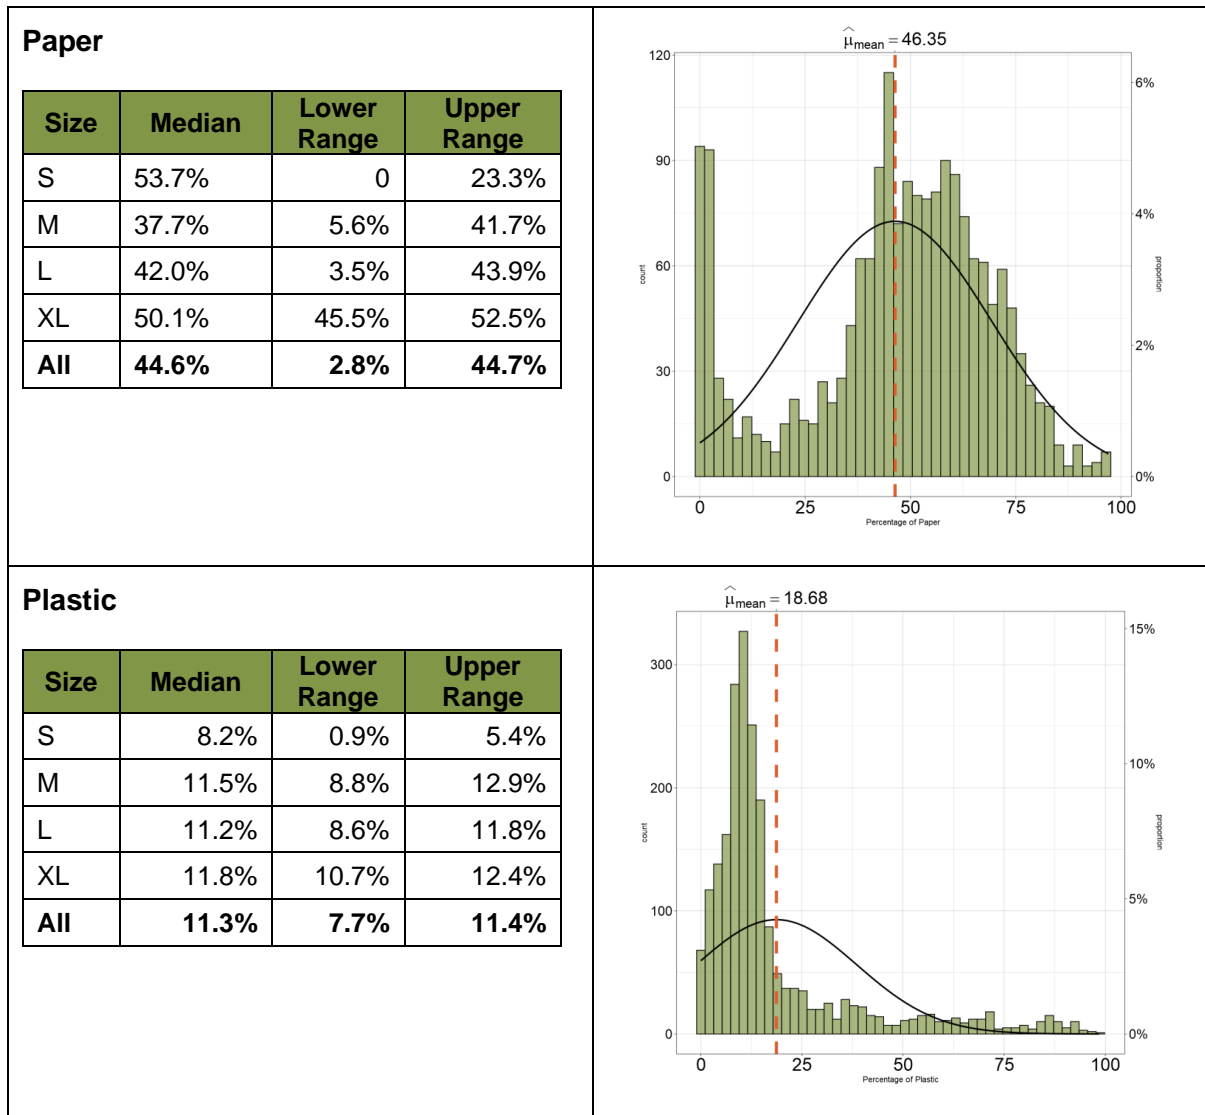 Paper
Size Median Lower Range Upper Range
S 53.7% 0 23.3%
M 37.7% 5.6% 41.7%
L 42.0% 3.5% 43.9%
XL 50.1% 45.5% 52.5%
All 44.6% 2.8% 44.7%
μ̂mean = 46.35
120
90
60
30
0
count
6%
4%
2%
0%
proportion
0 25 50 75 100
Percentage of Paper
Plastic
Size Median Lower Range Upper Range
S 8.2% 0.9% 5.4%
M 11.5% 8.8% 12.9%
L 11.2% 8.6% 11.8%
XL 11.8% 10.7% 12.4%
All 11.3% 7.7% 11.4%
μ̂mean = 18.68
300
200
100
0
count
15%
10%
5%
0%
proportion
0 25 50 75 100
Percentage of Plastic